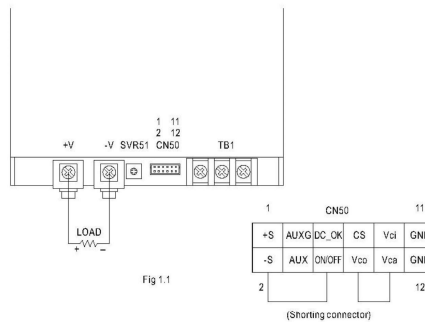 1 11
2 12
+V -V SVR51 CN50 TB1
LOAD
+ −
Fig 1.1
1 CN50 11
+S AUXG DC_OK CS Vci GN
-S AUX ON/OFF Vco Vca GN
2 12
(Shorting connector)